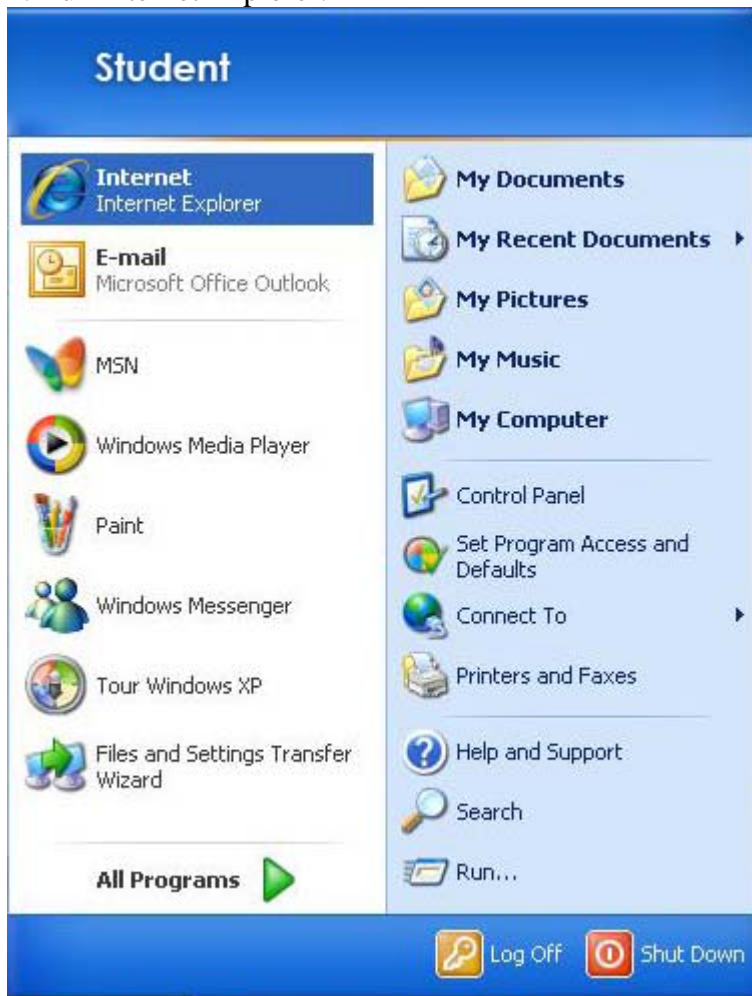 Student
Internet
Internet Explorer
E-mail
Microsoft Office Outlook
MSN
Windows Media Player
Paint
Windows Messenger
Tour Windows XP
Files and Settings Transfer
Wizard
All Programs
My Documents
My Recent Documents
My Pictures
My Music
My Computer
Control Panel
Set Program Access and
Defaults
Connect To
Printers and Faxes
Help and Support
Search
Run...
Log Off
Shut Down